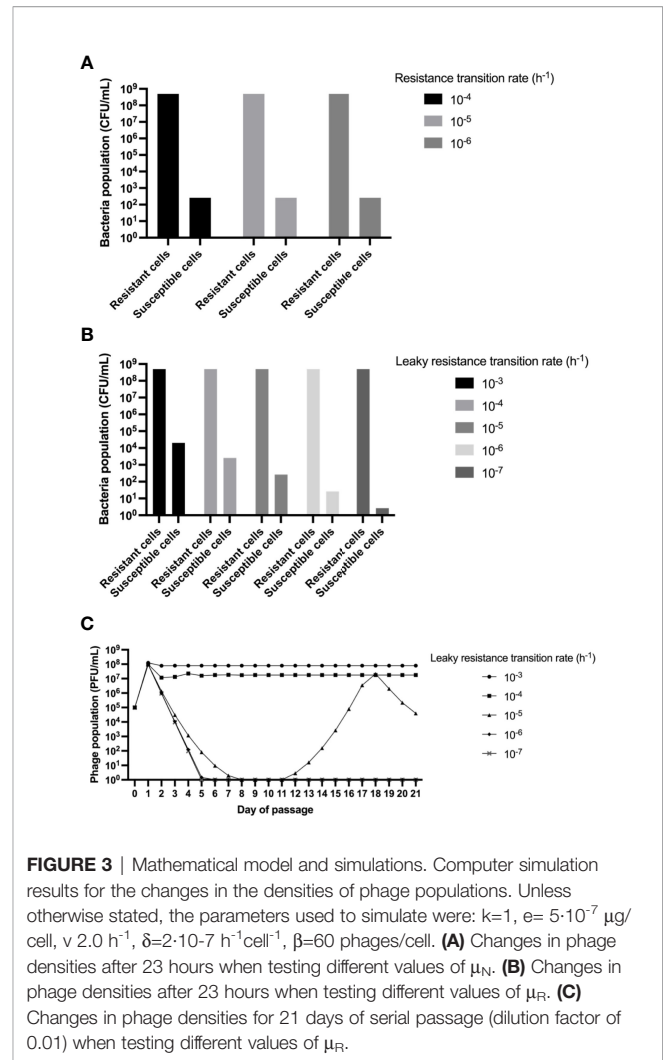 A
Resistance transition rate (h⁻¹)
10⁻⁴
10⁻⁵
10⁻⁶
Bacteria population (CFU/mL)
10⁹
10⁸
10⁷
10⁶
10⁵
10⁴
10³
10²
10¹
10⁰
Resistant cells
Susceptible cells
Resistant cells
Susceptible cells
Resistant cells
Susceptible cells
B
Leaky resistance transition rate (h⁻¹)
10⁻³
10⁻⁴
10⁻⁵
10⁻⁶
10⁻⁷
Bacteria population (CFU/mL)
10⁹
10⁸
10⁷
10⁶
10⁵
10⁴
10³
10²
10¹
10⁰
Resistant cells
Susceptible cells
Resistant cells
Susceptible cells
Resistant cells
Susceptible cells
Resistant cells
Susceptible cells
Resistant cells
Susceptible cells
C
Leaky resistance transition rate (h⁻¹)
10⁻³
10⁻⁴
10⁻⁵
10⁻⁶
10⁻⁷
Phage population (PFU/mL)
10⁹
10⁸
10⁷
10⁶
10⁵
10⁴
10³
10²
10¹
10⁰
0 1 2 3 4 5 6 7 8 9 10 11 12 13 14 15 16 17 18 19 20 21
Day of passage
FIGURE 3 | Mathematical model and simulations. Computer simulation
results for the changes in the densities of phage populations. Unless
otherwise stated, the parameters used to simulate were: k=1, e= 5·10⁻⁷ μg/
cell, v 2.0 h⁻¹, δ=2·10-7 h⁻¹cell⁻¹, β=60 phages/cell. (A) Changes in phage
densities after 23 hours when testing different values of μN. (B) Changes in
phage densities after 23 hours when testing different values of μR. (C)
Changes in phage densities for 21 days of serial passage (dilution factor of
0.01) when testing different values of μR.